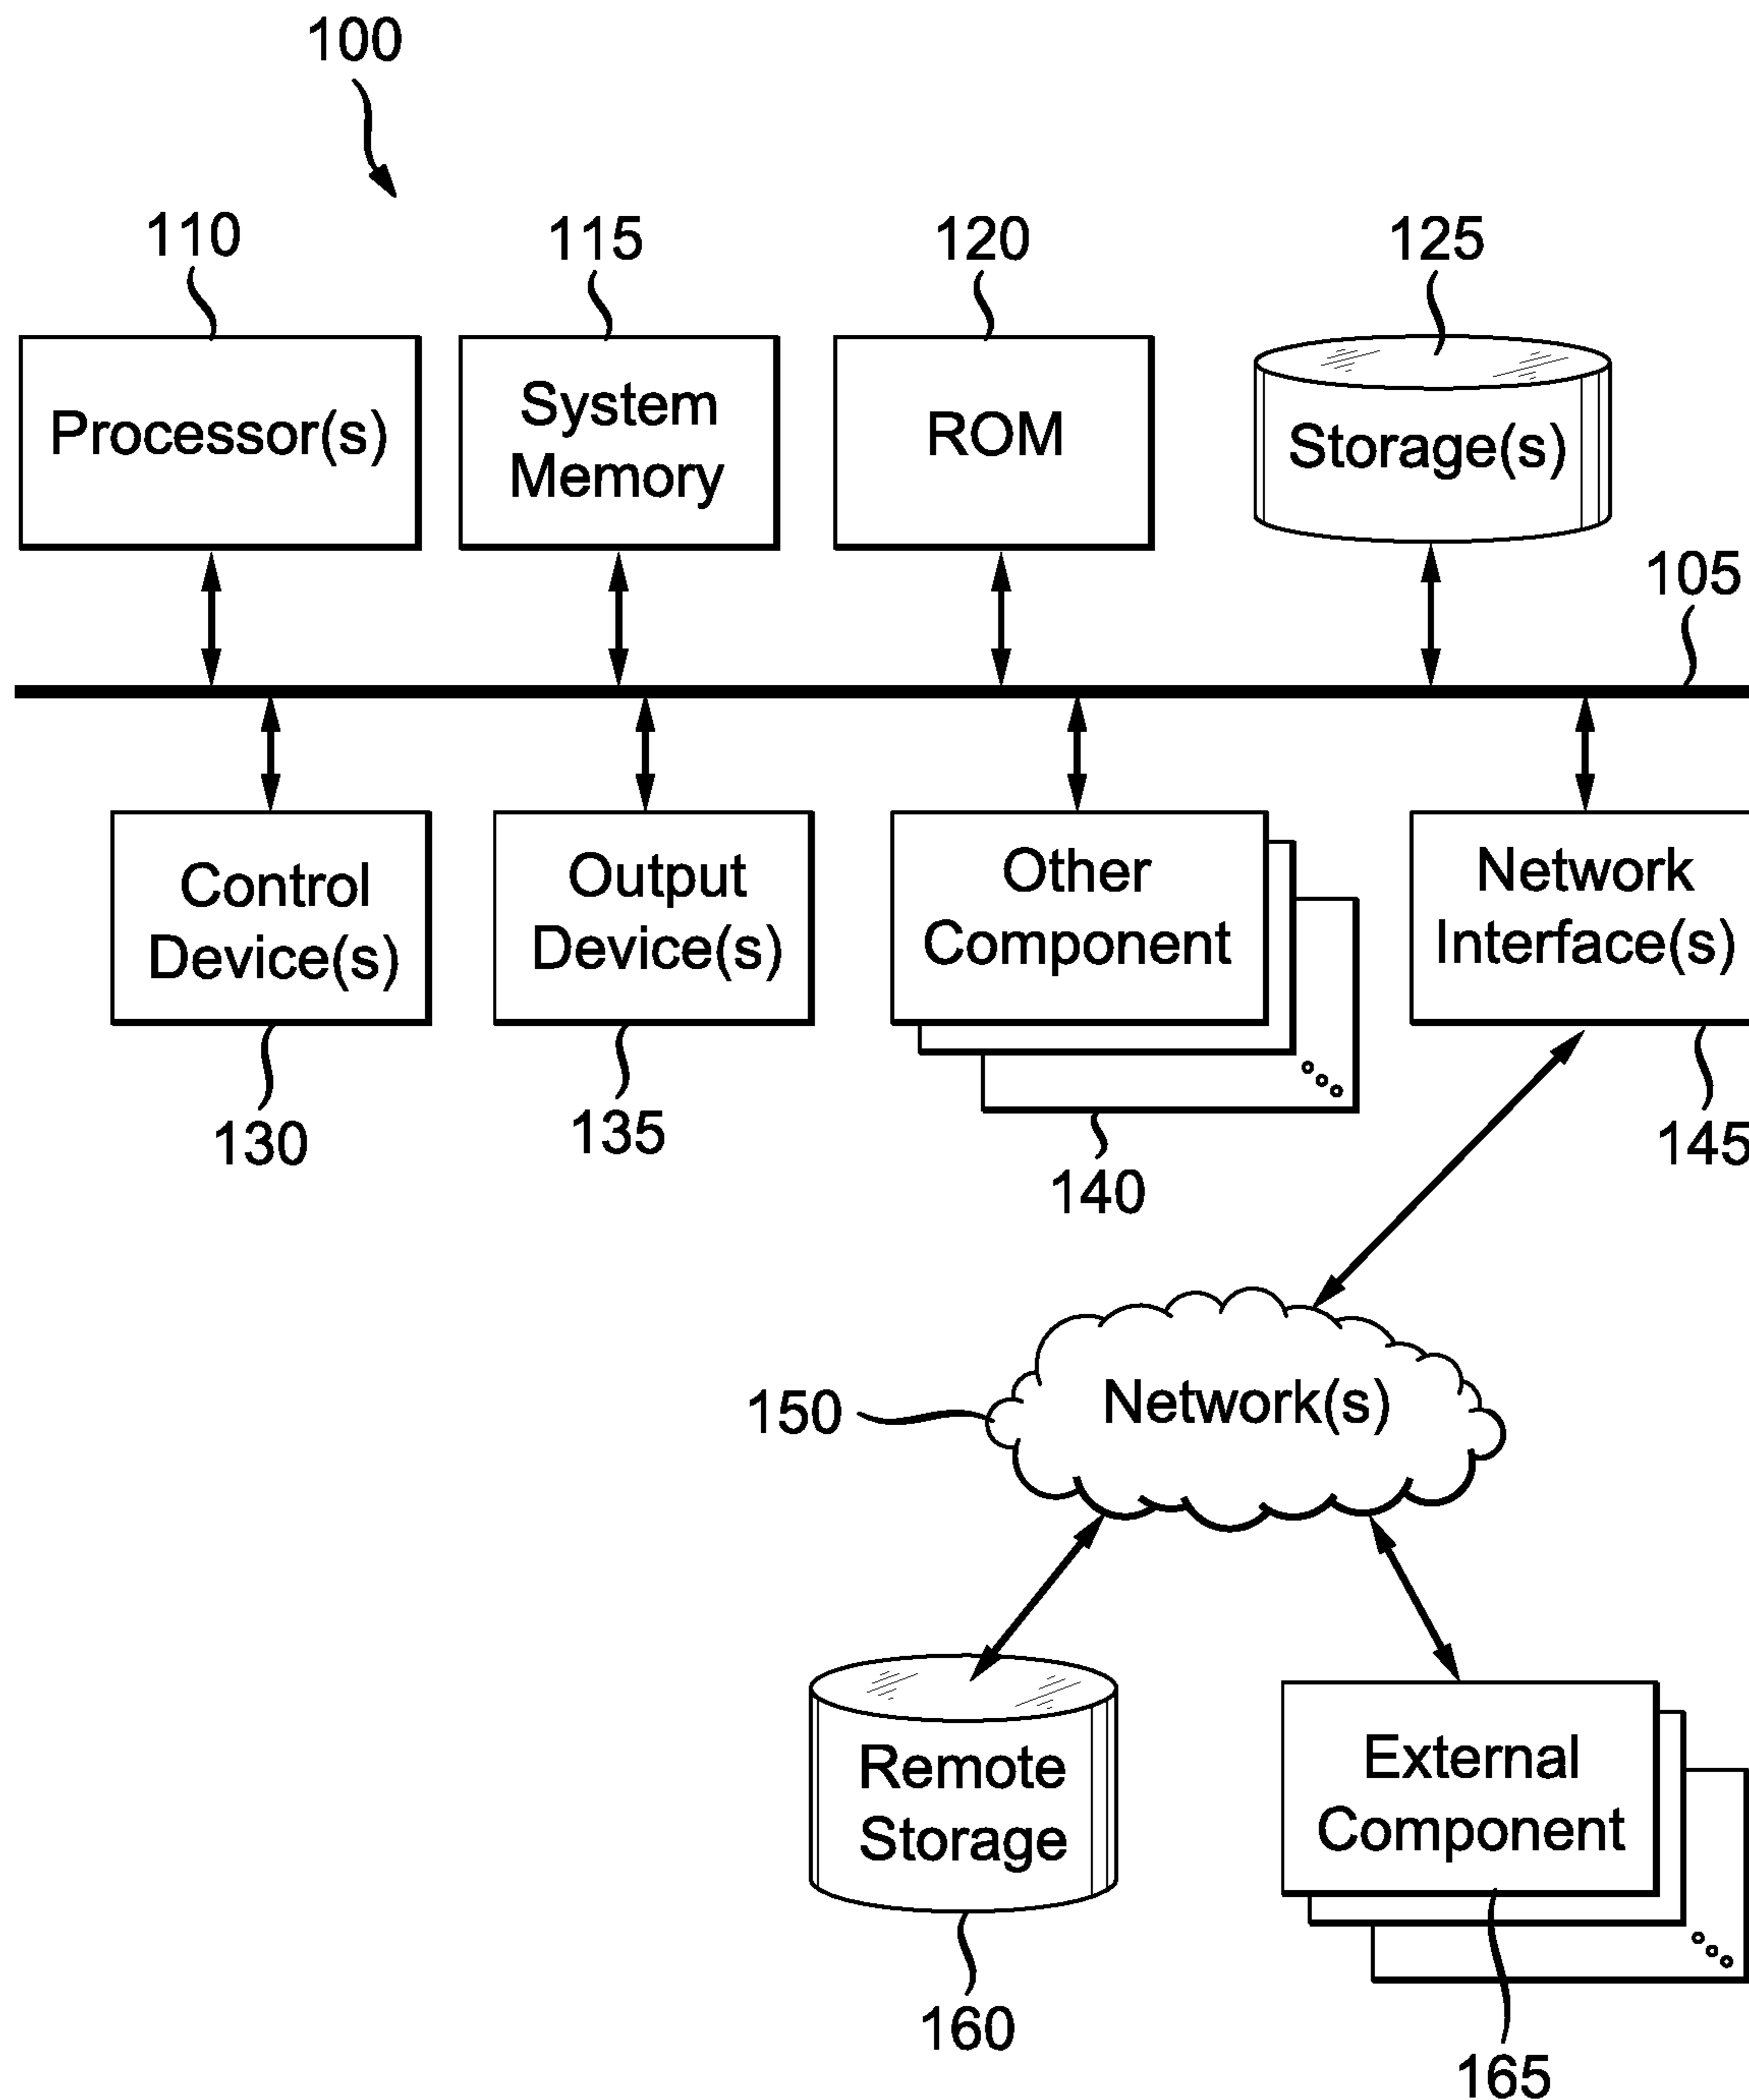 100
110
115
120
125
Processor(s)
System
Memory
ROM
Storage(s)
105
Control
Device(s)
Output
Device(s)
Other
Component
Network
Interface(s)
130
135
140
145
150
Network(s)
Remote
Storage
External
Component
160
165